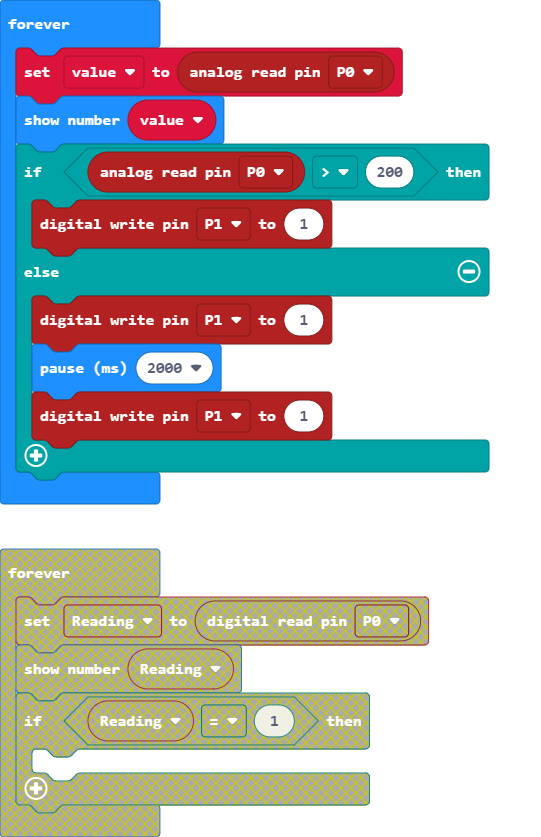 forever
set value to analog read pin P0
show number value
if analog read pin P0 > 200 then
digital write pin P1 to 1
else
digital write pin P1 to 1
pause (ms) 2000
digital write pin P1 to 1
forever
set Reading to digital read pin P0
show number Reading
if Reading = 1 then